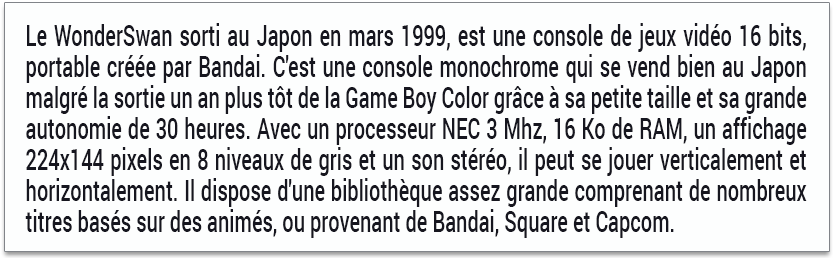 Le WonderSwan sorti au Japon en mars 1999, est une console de jeux vidéo 16 bits,
portable créée par Bandai. C'est une console monochrome qui se vend bien au Japon
malgré la sortie un an plus tôt de la Game Boy Color grâce à sa petite taille et sa grande
autonomie de 30 heures. Avec un processeur NEC 3 Mhz, 16 Ko de RAM, un affichage
224x144 pixels en 8 niveaux de gris et un son stéréo, il peut se jouer verticalement et
horizontalement. Il dispose d'une bibliothèque assez grande comprenant de nombreux
titres basés sur des animés, ou provenant de Bandai, Square et Capcom.